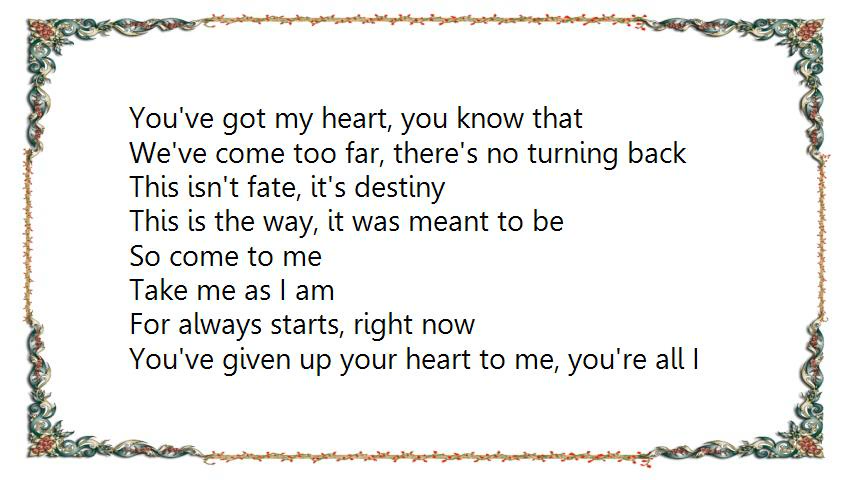 You've got my heart, you know that
We've come too far, there's no turning back
This isn't fate, it's destiny
This is the way, it was meant to be
So come to me
Take me as I am
For always starts, right now
You've given up your heart to me, you're all I